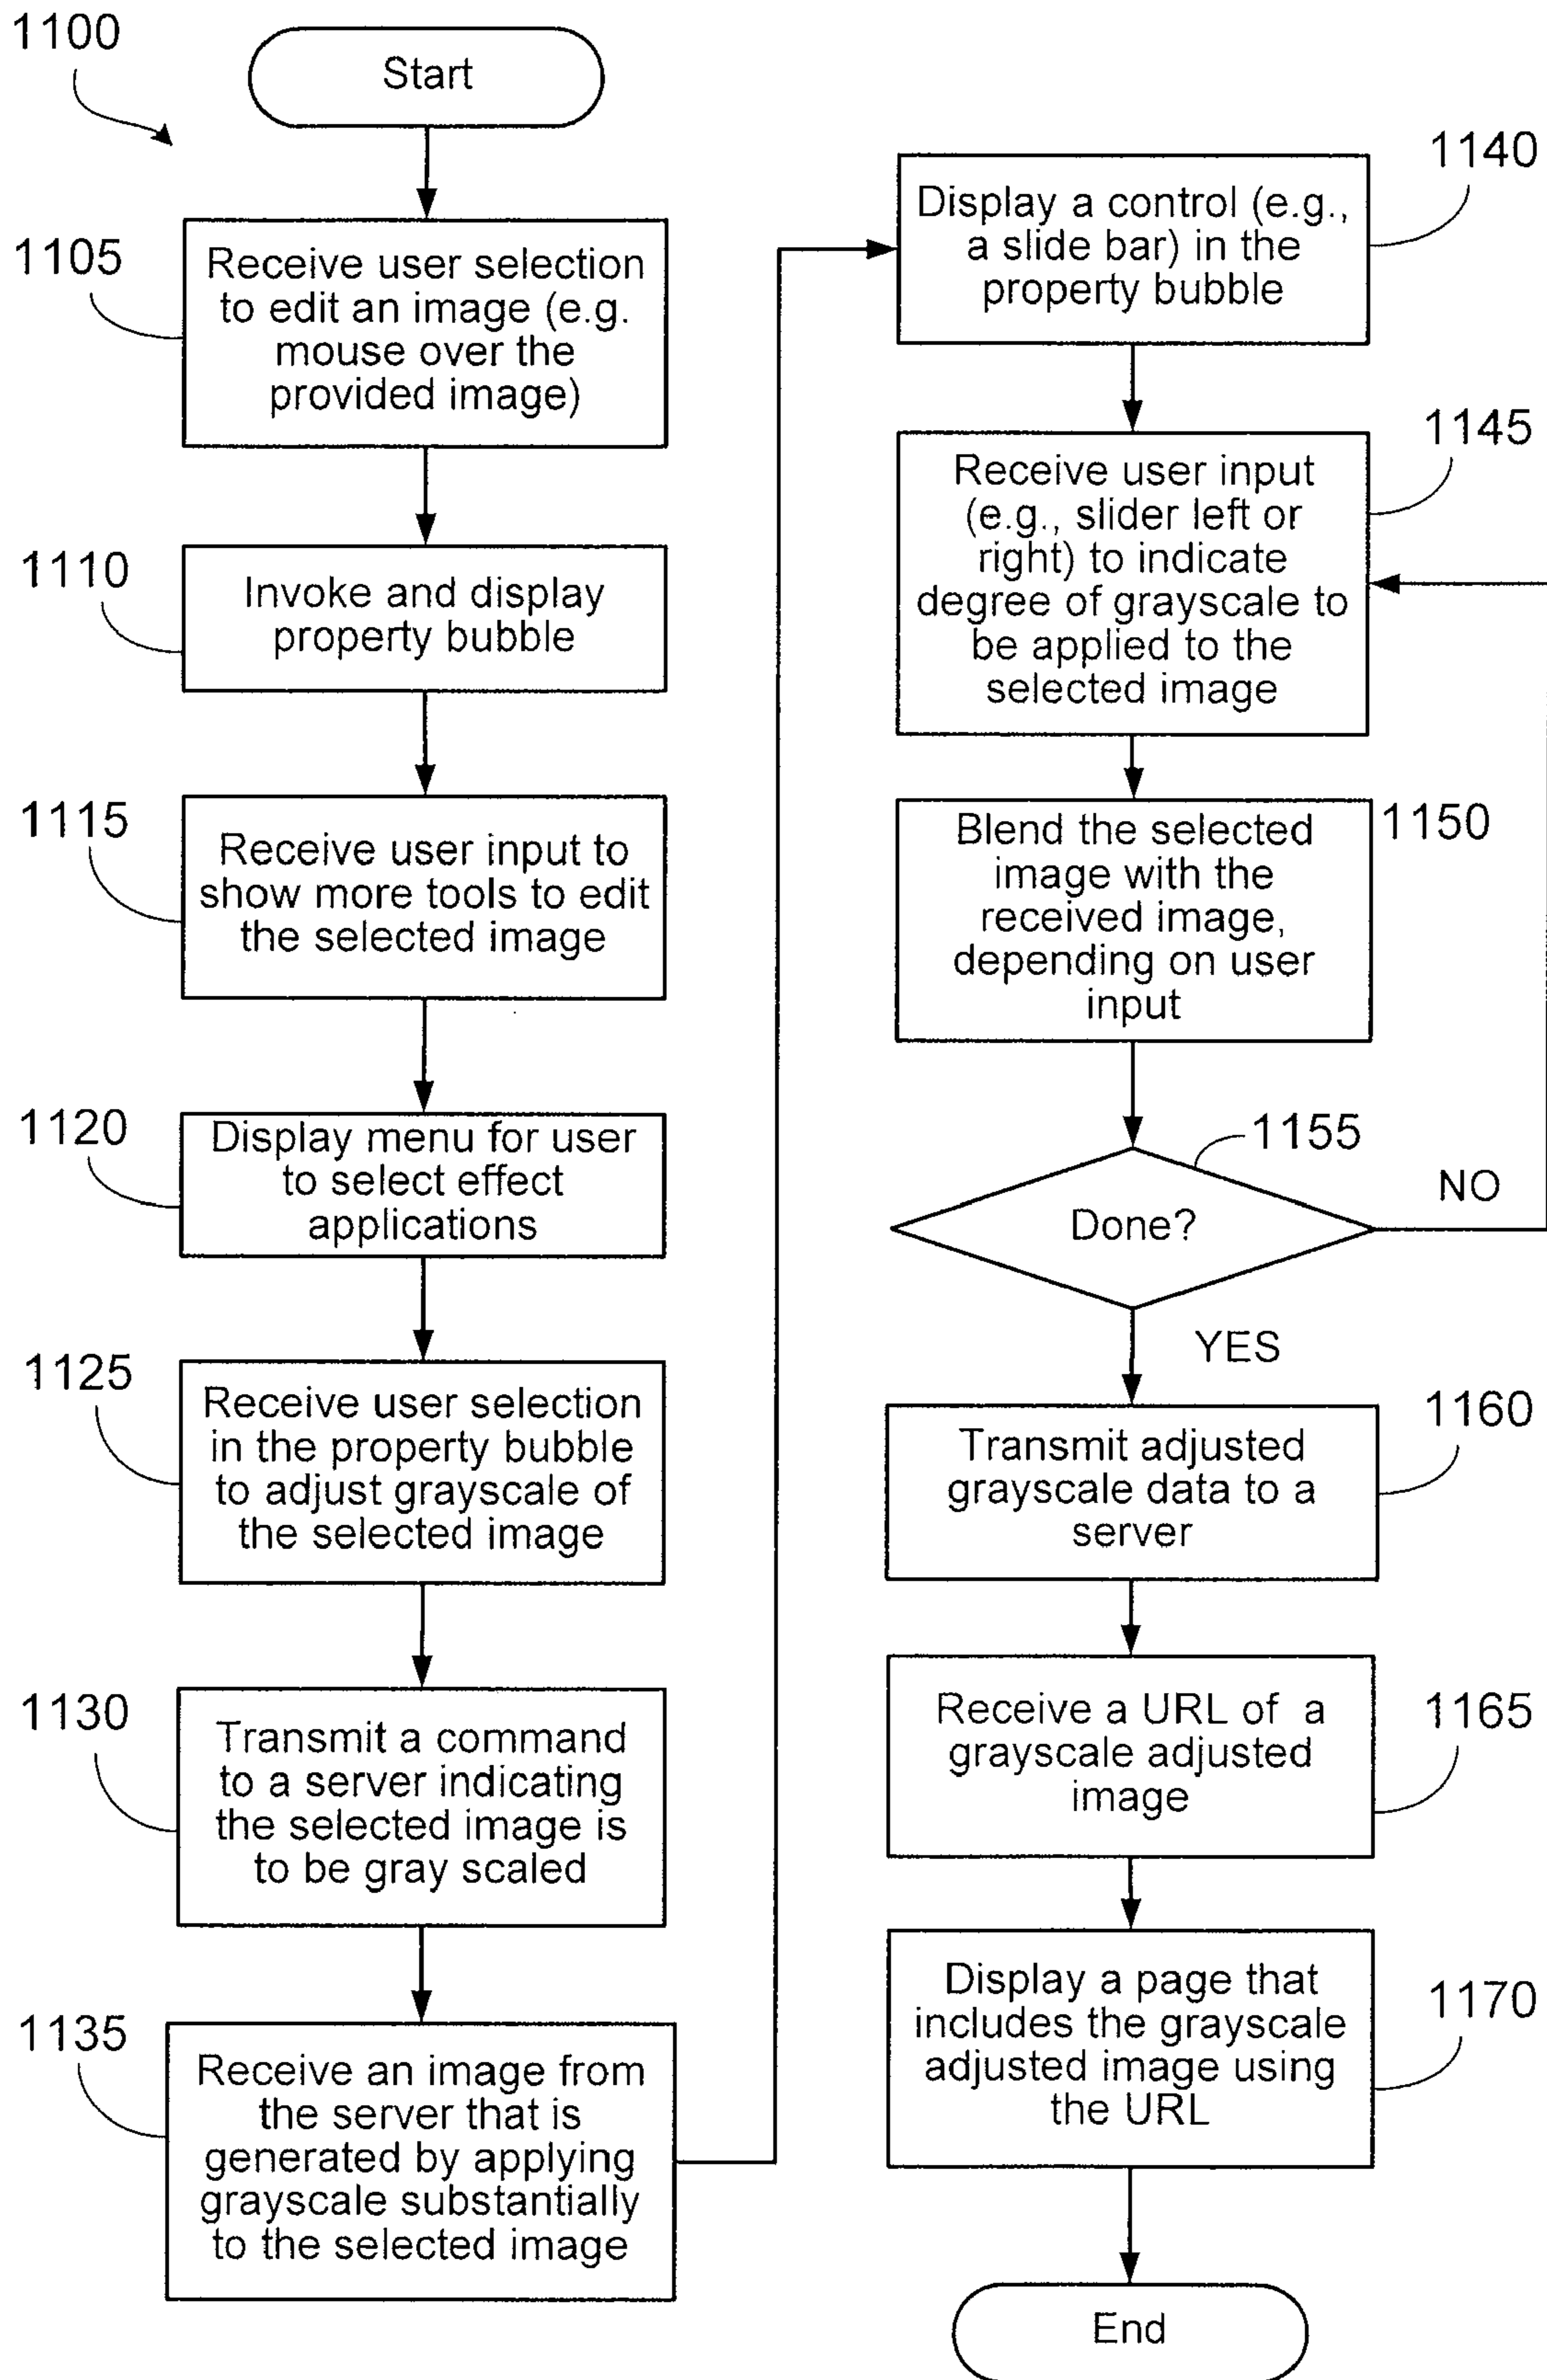 1100
Start
1105
Receive user selection
to edit an image (e.g.
mouse over the
provided image)
1110
Invoke and display
property bubble
1115
Receive user input to
show more tools to edit
the selected image
1120
Display menu for user
to select effect
applications
1125
Receive user selection
in the property bubble
to adjust grayscale of
the selected image
1130
Transmit a command
to a server indicating
the selected image is
to be gray scaled
1135
Receive an image from
the server that is
generated by applying
grayscale substantially
to the selected image
1140
Display a control (e.g.,
a slide bar) in the
property bubble
1145
Receive user input
(e.g., slider left or
right) to indicate
degree of grayscale to
be applied to the
selected image
1150
Blend the selected
image with the
received image,
depending on user
input
1155
Done?
NO
YES
1160
Transmit adjusted
grayscale data to a
server
1165
Receive a URL of a
grayscale adjusted
image
1170
Display a page that
includes the grayscale
adjusted image using
the URL
End